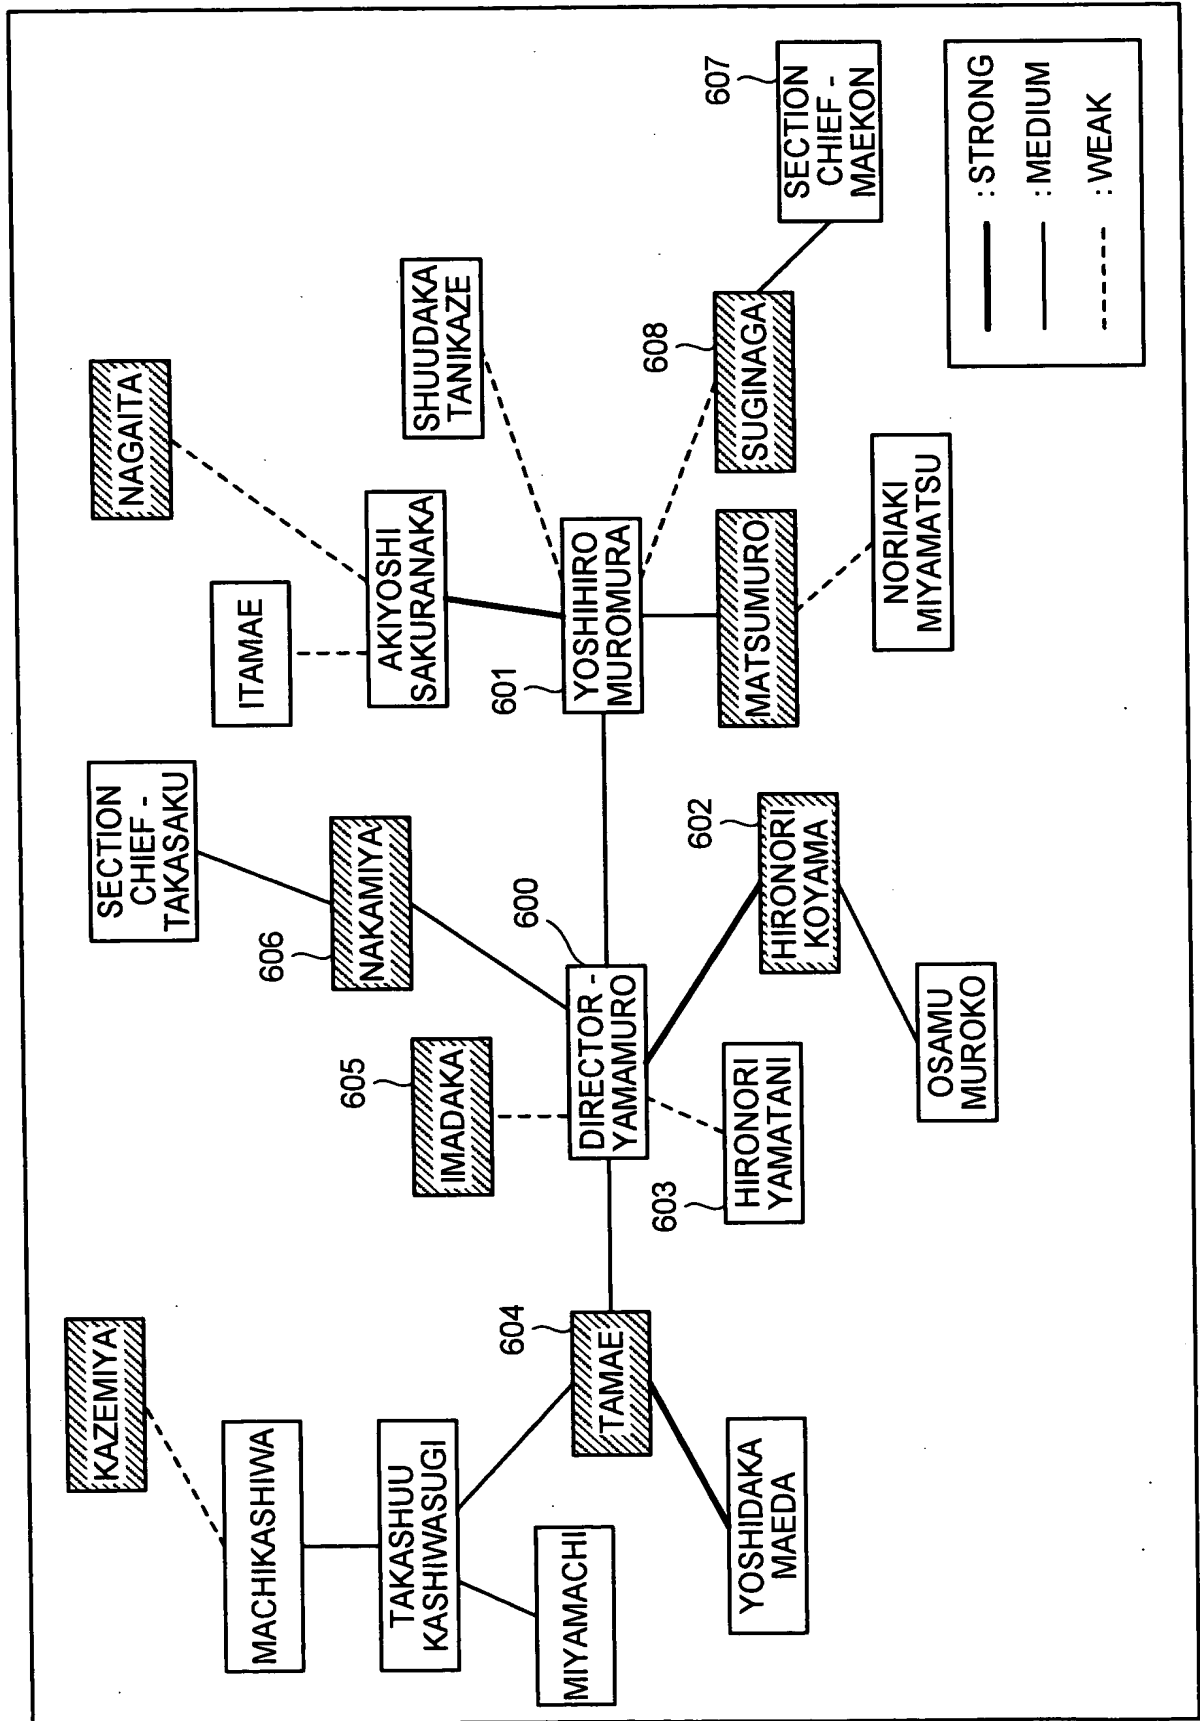 KAZEMIYA
MACHIKASHIWA
TAKASHUU
KASHIWASUGI
MIYAMACHI
604
TAMAE
YOSHIDAKA
MAEDA
SECTION
CHIEF -
TAKASAKU
606
NAKAMIYA
605
IMADAKA
600
DIRECTOR -
YAMAMURO
603
HIRONORI
YAMATANI
602
HIRONORI
KOYAMA
OSAMU
MUROKO
NAGAITA
ITAMAE
AKIYOSHI
SAKURANAKA
SHUUDAKA
TANIKAZE
601
YOSHIHIRO
MUROMURA
608
SUGINAGA
MATSUMURO
NORIAKI
MIYAMATSU
607
SECTION
CHIEF -
MAEKON
: STRONG
: MEDIUM
: WEAK